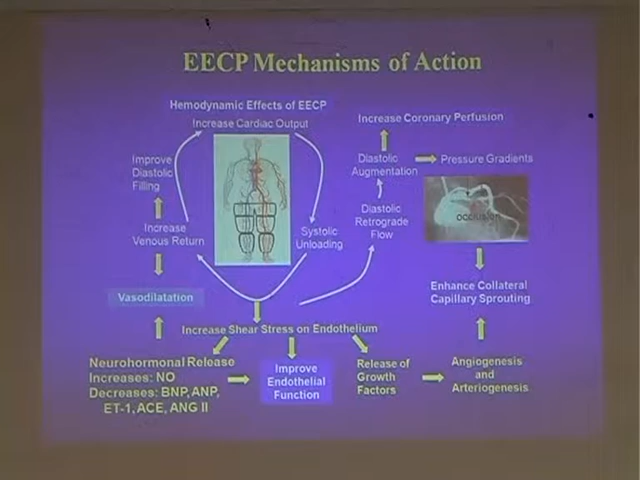 EECP Mechanisms of Action
Hemodynamic Effects of EECP
Increase Cardiac Output
Increase Coronary Perfusion
Improve
Diastolic
Filling
Diastolic
Augmentation
Pressure Gradients
Increase
Venous Return
Systolic
Unloading
Diastolic
Retrograde
Flow
occlusion
Vasodilatation
Enhance Collateral
Capillary Sprouting
Increase Shear Stress on Endothelium
Neurohormonal Release
Increases: NO
Decreases: BNP, ANP,
ET-1, ACE, ANG II
Improve
Endothelial
Function
Release of
Growth
Factors
Angiogenesis
and
Arteriogenesis